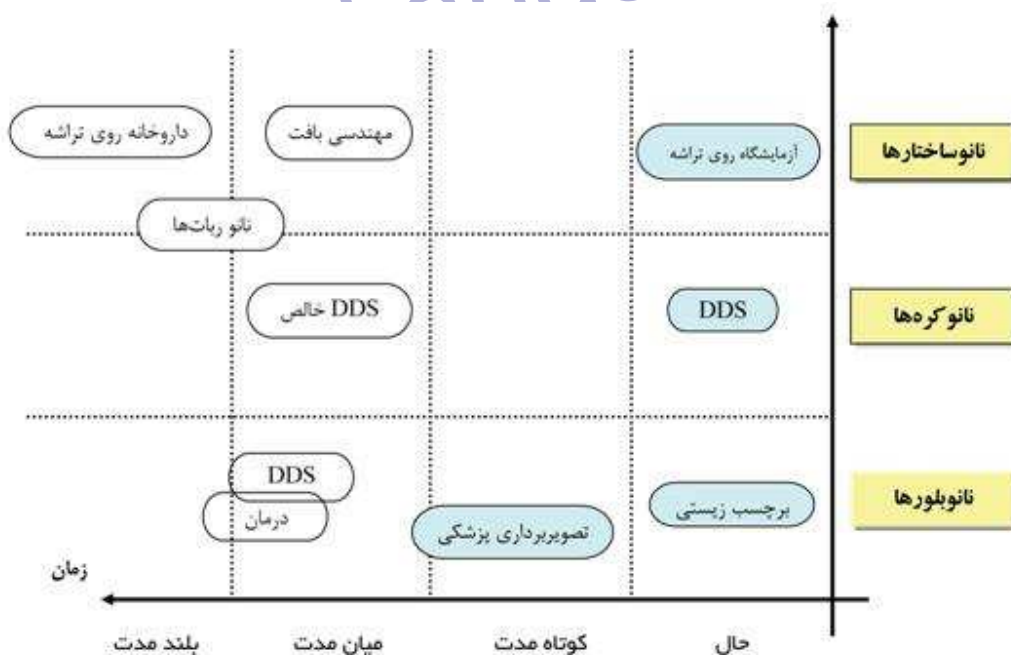 نانوساختارها
آزمایشگاه روی تراشه
مهندسی بافت
داروخانه روی تراشه
نانو ربات‌ها
نانوکره‌ها
DDS
DDS خالص
نانوبلورها
برچسب زیستی
تصویربرداری پزشکی
DDS
درمان
زمان
حال
کوتاه مدت
میان مدت
بلند مدت